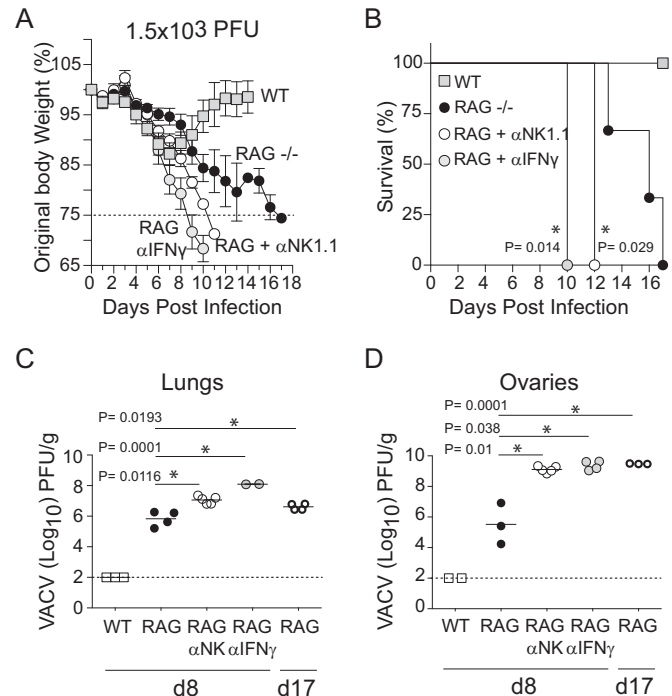 A
1.5x10³ PFU
Original body Weight (%)
105
95
85
75
65
WT
RAG -/-
RAG
αIFNγ
RAG + αNK1.1
0 2 4 6 8 10 12 14 16 18
Days Post Infection
B
Survival (%)
100
75
50
25
0
WT
RAG -/-
RAG + αNK1.1
RAG + αIFNγ
* *
P= 0.014 P= 0.029
0 2 4 6 8 10 12 14 16
Days Post Infection
C
Lungs
P= 0.0193
*
P= 0.0001
*
P= 0.0116
*
VACV (Log10) PFU/g
10
8
6
4
2
0
WT RAG RAG RAG RAG
αNK αIFNγ
d8 d17
D
Ovaries
P= 0.0001
*
P= 0.038
*
P= 0.01
*
VACV (Log10) PFU/g
10
8
6
4
2
0
WT RAG RAG RAG RAG
αNK αIFNγ
d8 d17